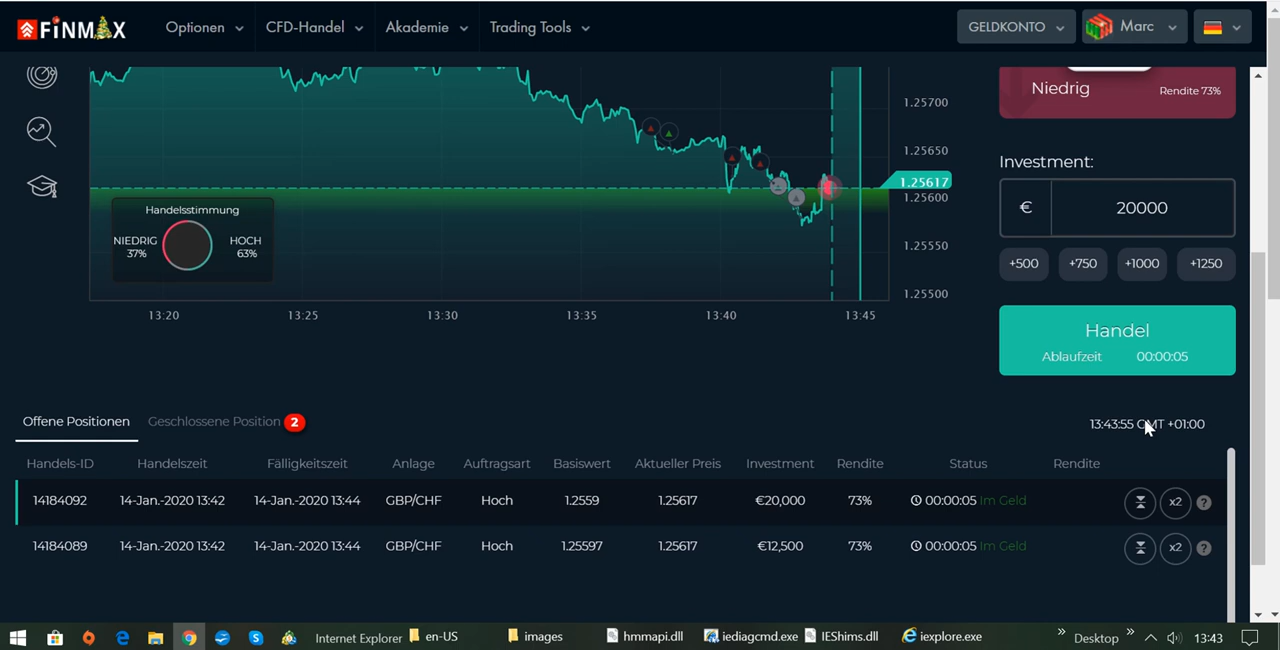 FiNMAX Optionen CFD-Handel Akademie Trading Tools GELDKONTO Marc
Niedrig Rendite 73%
1.25700
1.25650
1.25617
1.25600
1.25550
1.25500
Handelsstimmung
NIEDRIG HOCH
37% 63%
13:20 13:25 13:30 13:35 13:40 13:45
Investment:
€ 20000
+500 +750 +1000 +1250
Handel
Ablaufzeit 00:00:05
Offene Positionen Geschlossene Position 2 13:43:55 GMT +01:00
Handels-ID Handelszeit Fälligkeitszeit Anlage Auftragsart Basiswert Aktueller Preis Investment Rendite Status Rendite
14184092 14-Jan.-2020 13:42 14-Jan.-2020 13:44 GBP/CHF Hoch 1.2559 1.25617 €20,000 73% 00:00:05 Im Geld x2 ?
14184089 14-Jan.-2020 13:42 14-Jan.-2020 13:44 GBP/CHF Hoch 1.25597 1.25617 €12,500 73% 00:00:05 Im Geld x2 ?
Internet Explorer en-US images hmmapi.dll iediagcmd.exe IEShims.dll iexplore.exe » Desktop » 13:43